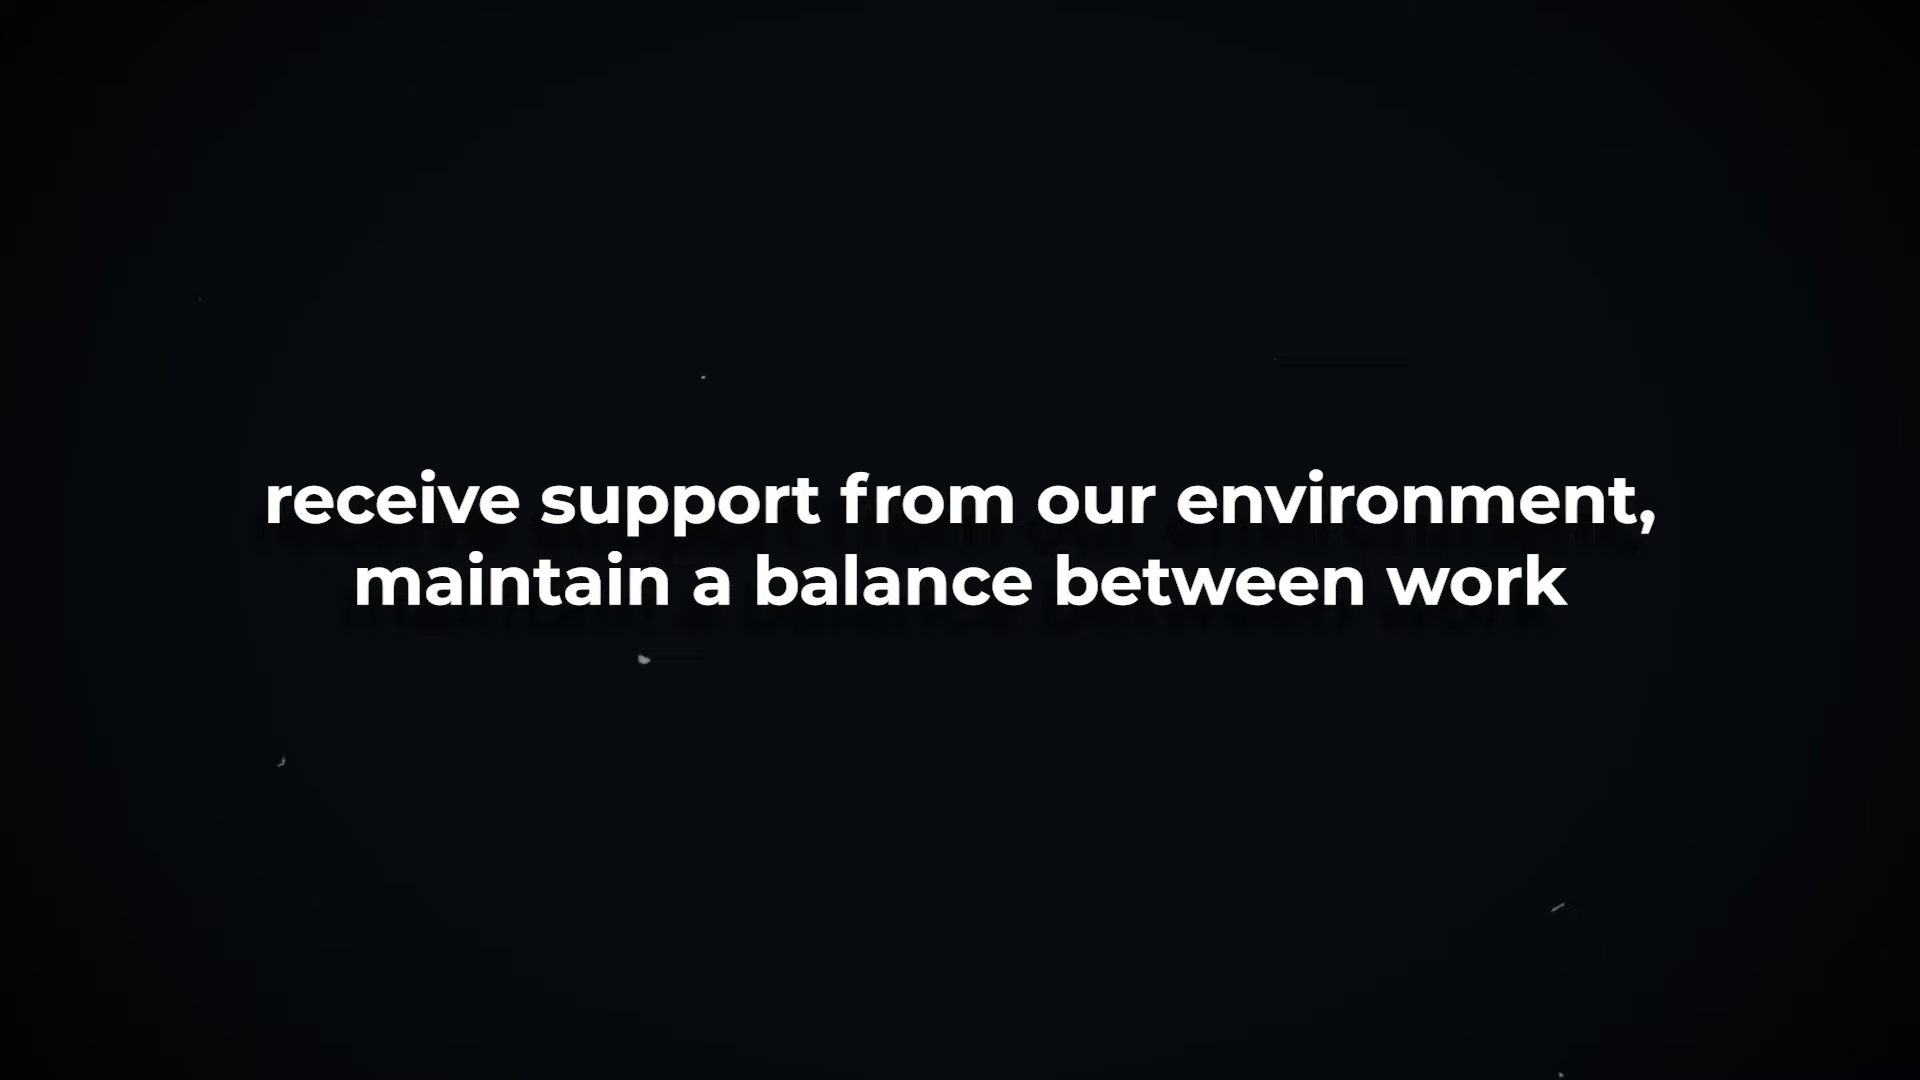 receive support from our environment,
maintain a balance between work